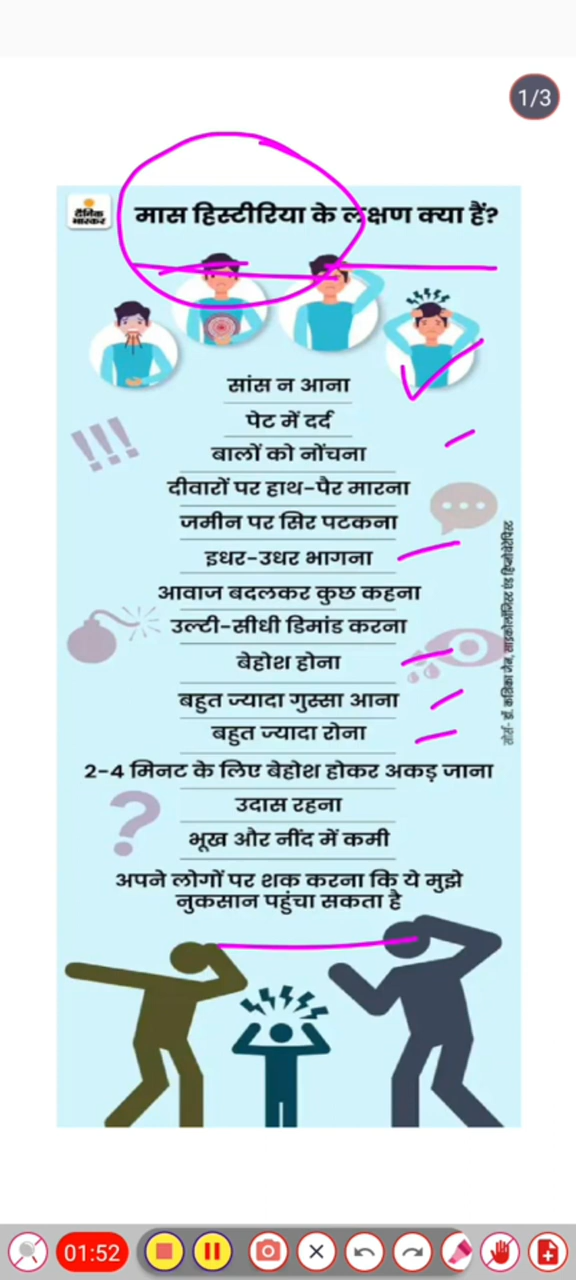 1/3
दैनिक
भास्कर
मास हिस्टीरिया के लक्षण क्या हैं?
सांस न आना
पेट में दर्द
बालों को नोंचना
दीवारों पर हाथ-पैर मारना
जमीन पर सिर पटकना
इधर-उधर भागना
आवाज बदलकर कुछ कहना
उल्टी-सीधी डिमांड करना
बेहोश होना
बहुत ज्यादा गुस्सा आना
बहुत ज्यादा रोना
2-4 मिनट के लिए बेहोश होकर अकड़ जाना
उदास रहना
भूख और नींद में कमी
अपने लोगों पर शक करना कि ये मुझे
नुकसान पहुंचा सकता है
01:52